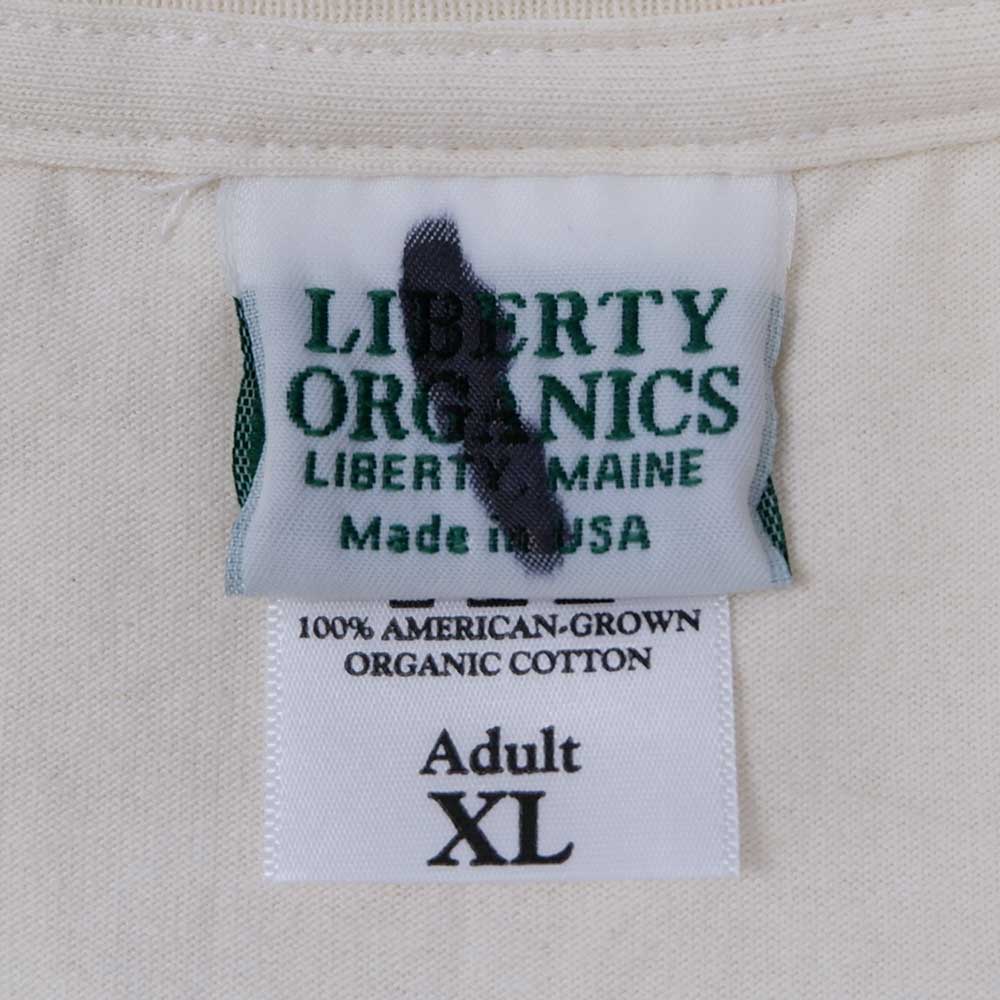 LIBERTY
ORGANICS
LIBERTY, MAINE
Made in USA
100% AMERICAN-GROWN
ORGANIC COTTON
Adult
XL